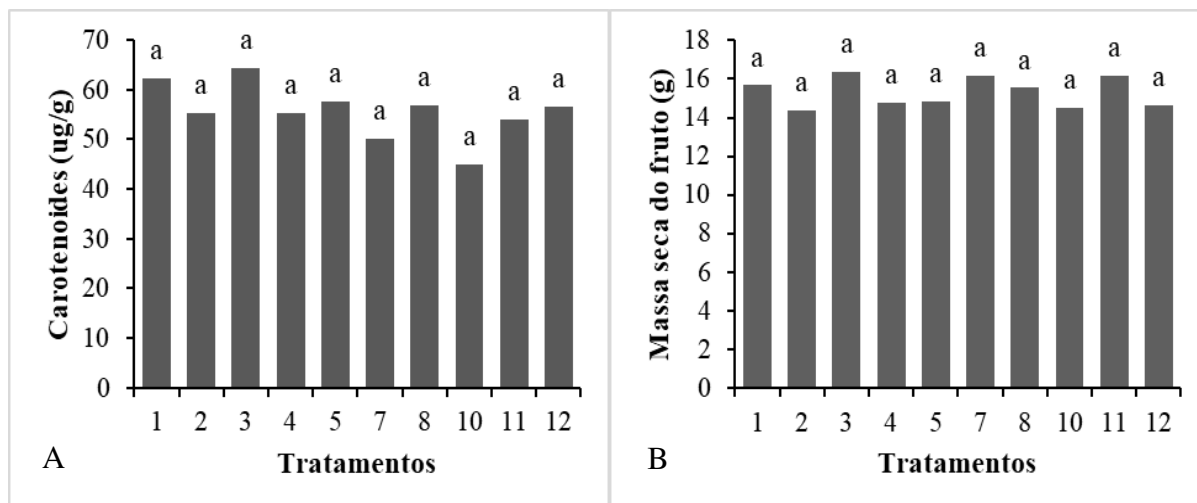 Carotenoides (ug/g)
70
60
50
40
30
20
10
0
a a a a a a a a a a
1 2 3 4 5 7 8 10 11 12
A
Tratamentos
Massa seca do fruto (g)
18
16
14
12
10
8
6
4
2
0
a a a a a a a a a a
1 2 3 4 5 7 8 10 11 12
B
Tratamentos